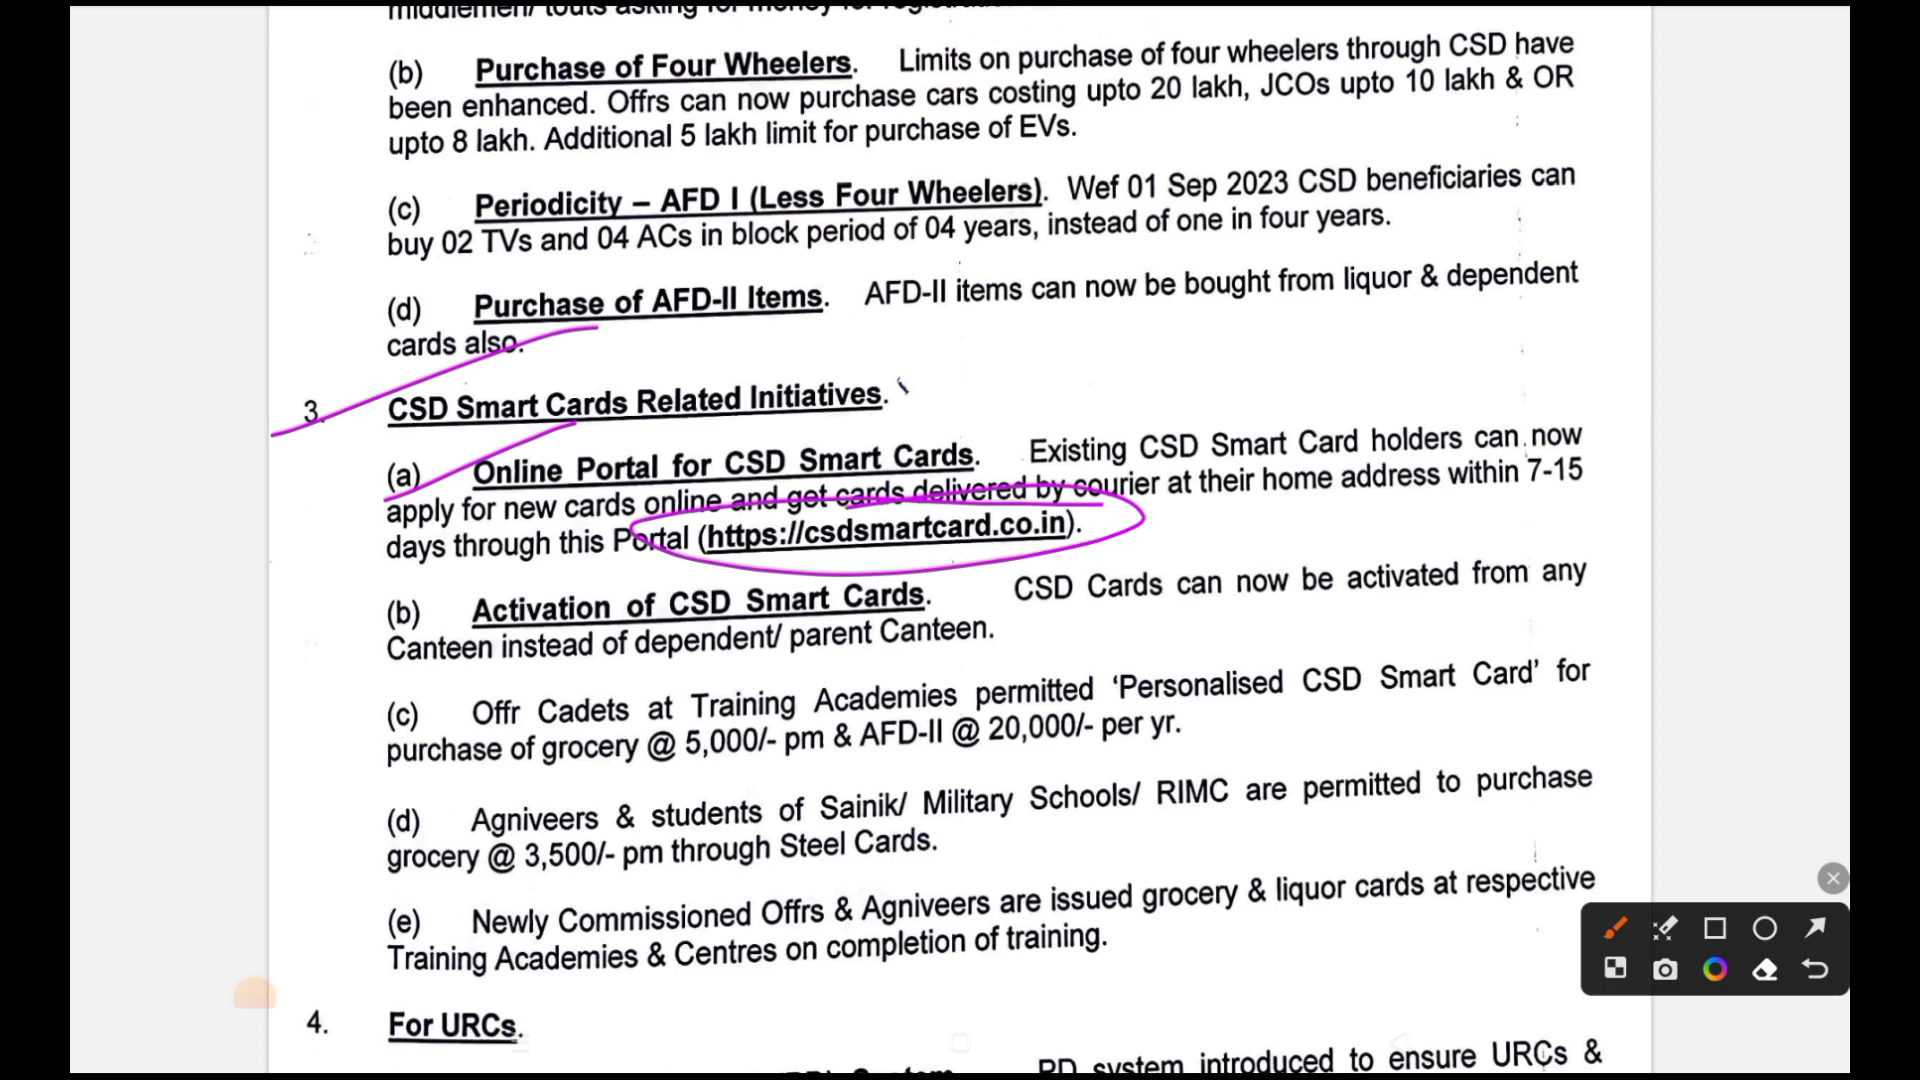 middlemen/ touts asking for money for
(b) Purchase of Four Wheelers. Limits on purchase of four wheelers through CSD have
been enhanced. Offrs can now purchase cars costing upto 20 lakh, JCOs upto 10 lakh & OR
upto 8 lakh. Additional 5 lakh limit for purchase of EVs.
(c) Periodicity – AFD I (Less Four Wheelers). Wef 01 Sep 2023 CSD beneficiaries can
buy 02 TVs and 04 ACs in block period of 04 years, instead of one in four years.
(d) Purchase of AFD-II Items. AFD-II items can now be bought from liquor & dependent
cards also.
3. CSD Smart Cards Related Initiatives.
(a) Online Portal for CSD Smart Cards. Existing CSD Smart Card holders can now
apply for new cards online and get cards delivered by courier at their home address within 7-15
days through this Portal (https://csdsmartcard.co.in).
(b) Activation of CSD Smart Cards. CSD Cards can now be activated from any
Canteen instead of dependent/ parent Canteen.
(c) Offr Cadets at Training Academies permitted ‘Personalised CSD Smart Card’ for
purchase of grocery @ 5,000/- pm & AFD-II @ 20,000/- per yr.
(d) Agniveers & students of Sainik/ Military Schools/ RIMC are permitted to purchase
grocery @ 3,500/- pm through Steel Cards.
(e) Newly Commissioned Offrs & Agniveers are issued grocery & liquor cards at respective
Training Academies & Centres on completion of training.
4. For URCs.
system introduced to ensure URCs &